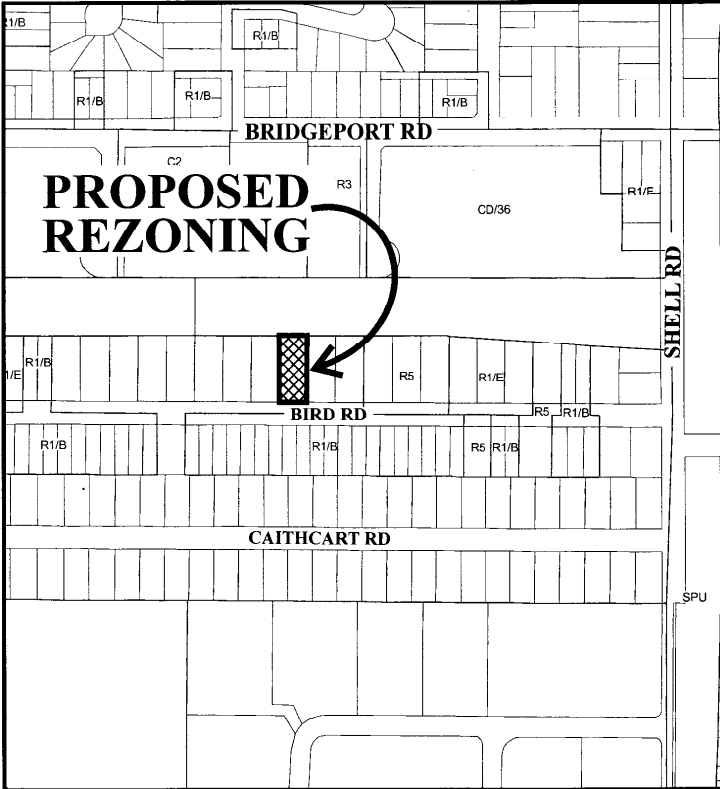 R1/B
R1/B
R1/B
R1/B
R1/B
BRIDGEPORT RD
C2
R3
R1/E
CD/36
PROPOSED
REZONING
SHELL RD
R1/B
1/E
R5
R1/E
BIRD RD
R5
R1/B
R1/B
R1/B
R5
R1/B
CAITHCART RD
SPU